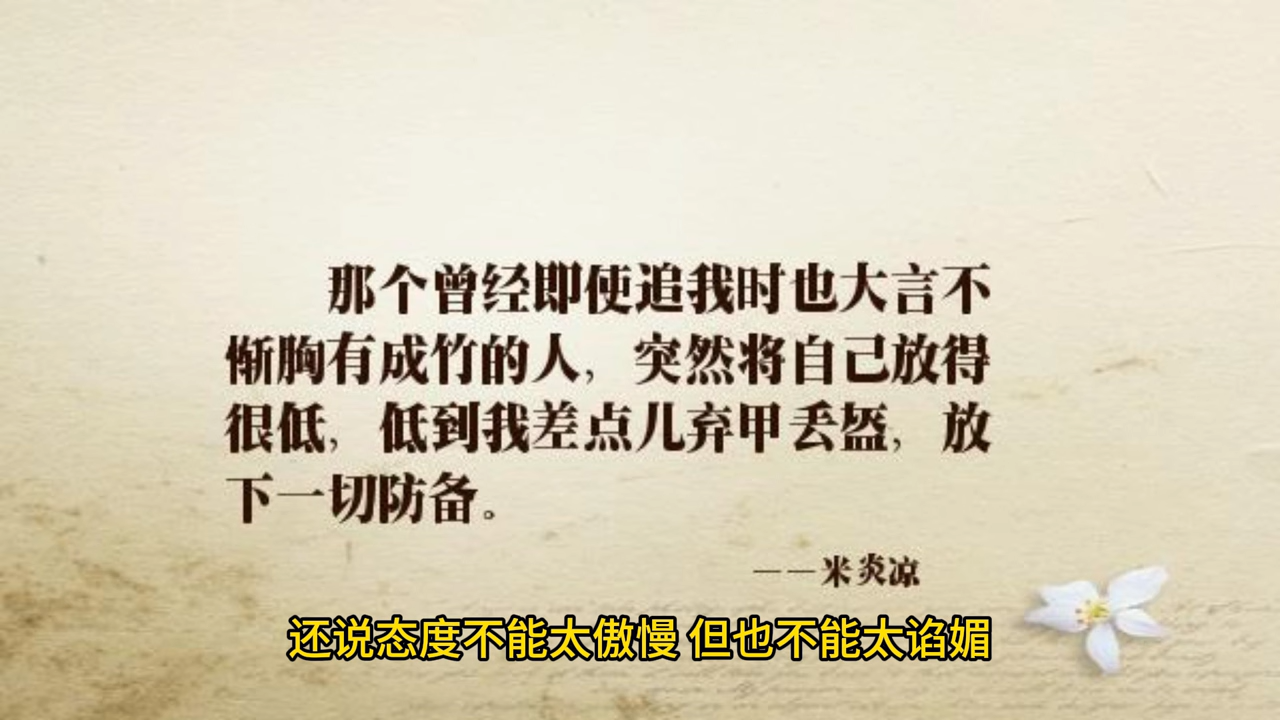 那个曾经即使追我时也大言不
惭胸有成竹的人，突然将自己放得
很低，低到我差点儿弃甲丢盔，放
下一切防备。
——米炎凉
还说态度不能太傲慢 但也不能太谄媚